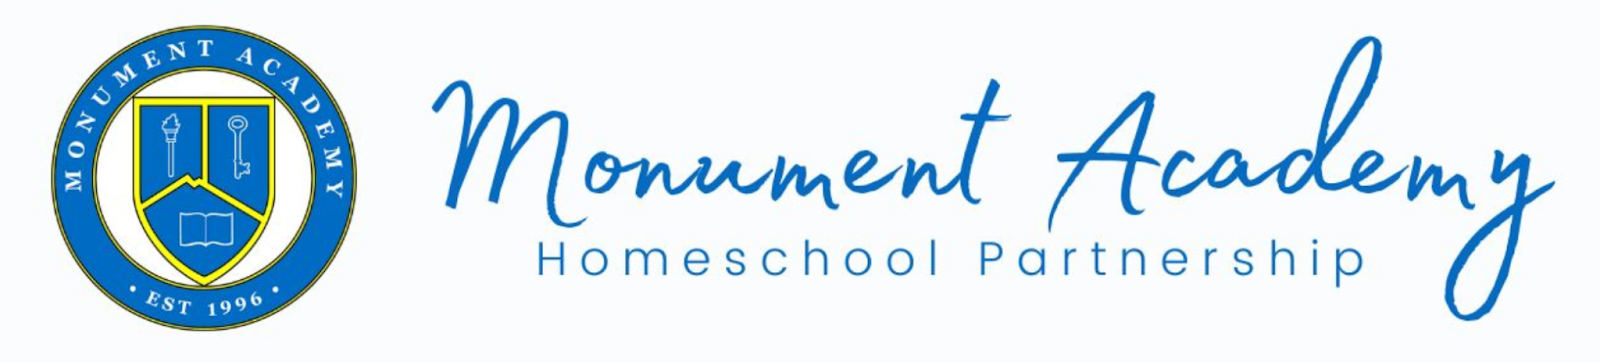 MONUMENT ACADEMY
· EST 1996 ·
Monument Academy
Homeschool Partnership